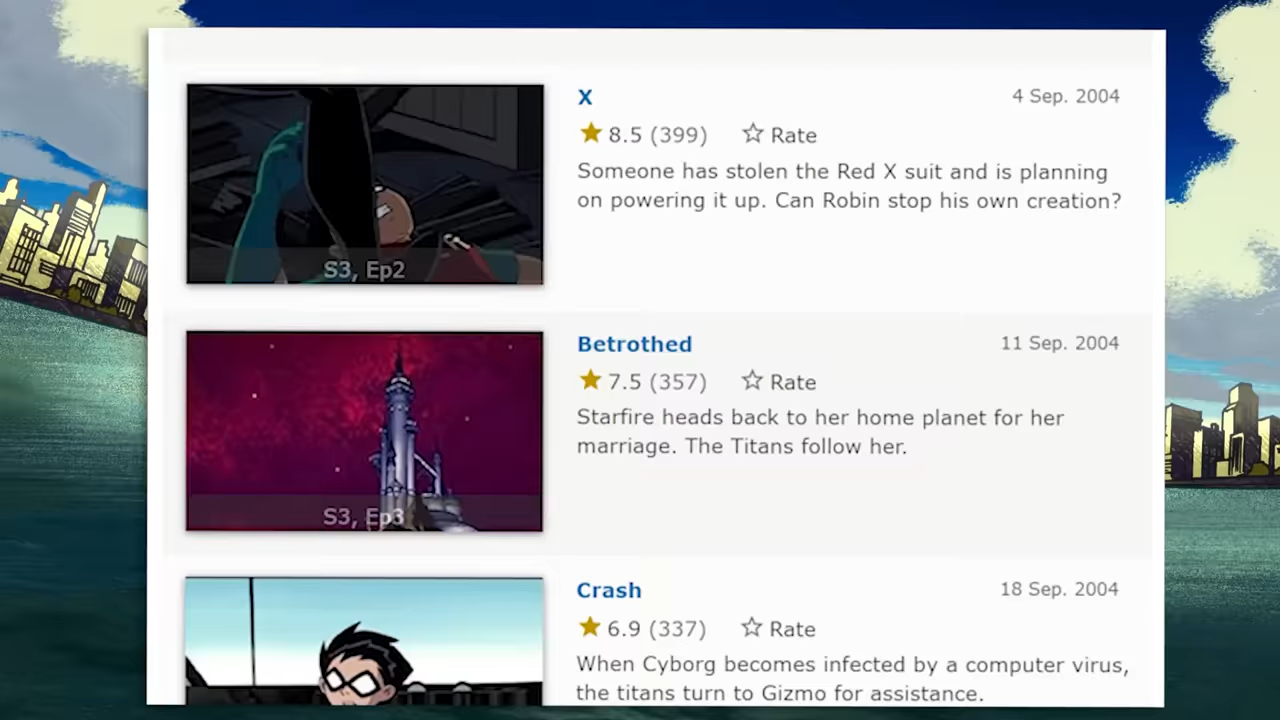 X
4 Sep. 2004
8.5 (399) Rate
Someone has stolen the Red X suit and is planning
on powering it up. Can Robin stop his own creation?
S3, Ep2
Betrothed
11 Sep. 2004
7.5 (357) Rate
Starfire heads back to her home planet for her
marriage. The Titans follow her.
S3, Ep3
Crash
18 Sep. 2004
6.9 (337) Rate
When Cyborg becomes infected by a computer virus,
the titans turn to Gizmo for assistance.